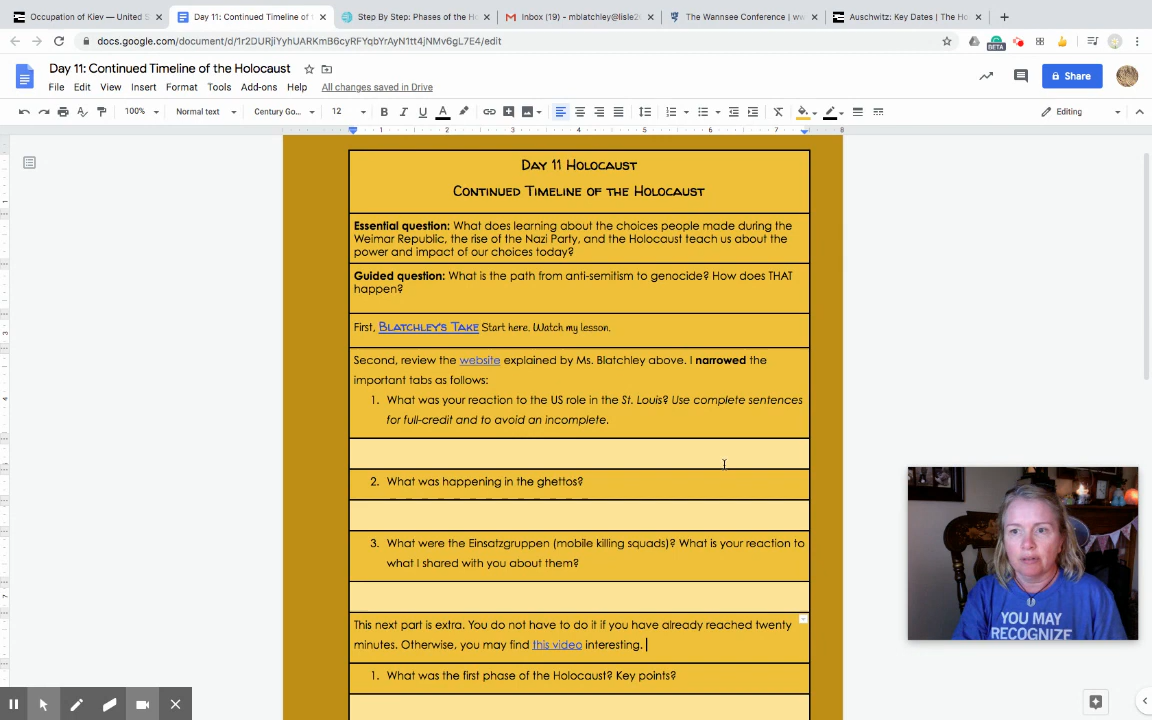 Occupation of Kiev — United S
Day 11: Continued Timeline of
Step By Step: Phases of the Ho
Inbox (19) - mblatchley@lisle2
The Wannsee Conference | ww
Auschwitz: Key Dates | The Ho
docs.google.com/document/d/1r2DURjiYyhUARKmB6cyRFYqbYrAyN1tt4jNMv6gL7E4/edit
BETA
Day 11: Continued Timeline of the Holocaust
File Edit View Insert Format Tools Add-ons Help All changes saved in Drive
Share
100% Normal text Century Go... 12 B I U A Editing
1 2 3 4 5 6 7 8
Day 11 Holocaust
Continued Timeline of the Holocaust
Essential question: What does learning about the choices people made during the
Weimar Republic, the rise of the Nazi Party, and the Holocaust teach us about the
power and impact of our choices today?
Guided question: What is the path from anti-semitism to genocide? How does THAT
happen?
First, Blatchley's Take Start here. Watch my lesson.
Second, review the website explained by Ms. Blatchley above. I narrowed the
important tabs as follows:
1. What was your reaction to the US role in the St. Louis? Use complete sentences
for full-credit and to avoid an incomplete.
2. What was happening in the ghettos?
3. What were the Einsatzgruppen (mobile killing squads)? What is your reaction to
what I shared with you about them?
This next part is extra. You do not have to do it if you have already reached twenty
minutes. Otherwise, you may find this video interesting.
1. What was the first phase of the Holocaust? Key points?
YOU MAY
RECOGNIZE